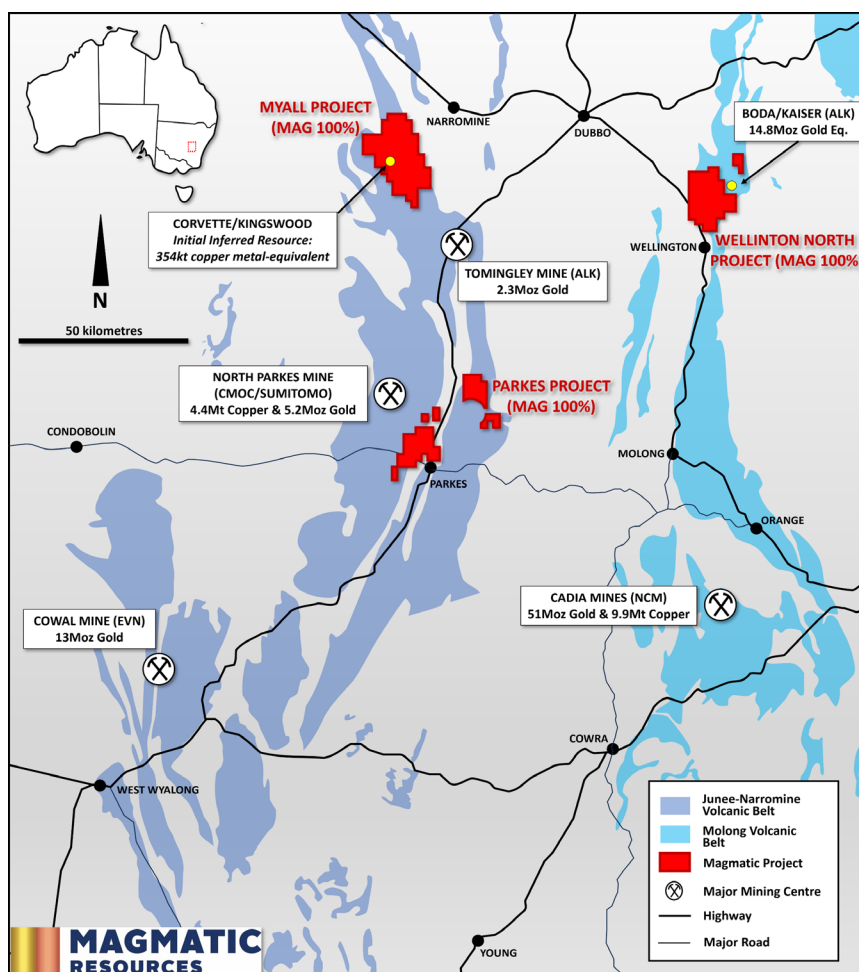 MYALL PROJECT
(MAG 100%)
NARROMINE
DUBBO
BODA/KAISER (ALK)
14.8Moz Gold Eq.
CORVETTE/KINGSWOOD
Initial Inferred Resource:
354kt copper metal-equivalent
WELLINGTON
WELLINTON NORTH
PROJECT (MAG 100%
TOMINGLEY MINE (ALK)
2.3Moz Gold
N
50 kilometres
NORTH PARKES MINE
(CMOC/SUMITOMO)
4.4Mt Copper & 5.2Moz Gold
PARKES PROJECT
(MAG 100%)
CONDOBOLIN
MOLONG
PARKES
ORANGE
CADIA MINES (NCM)
51Moz Gold & 9.9Mt Copper
COWAL MINE (EVN)
13Moz Gold
COWRA
WEST WYALONG
YOUNG
Junee-Narromine
Volcanic Belt
Molong Volcanic
Belt
Magmatic Project
Major Mining Centre
Highway
Major Road
MAGMATIC
RESOURCES